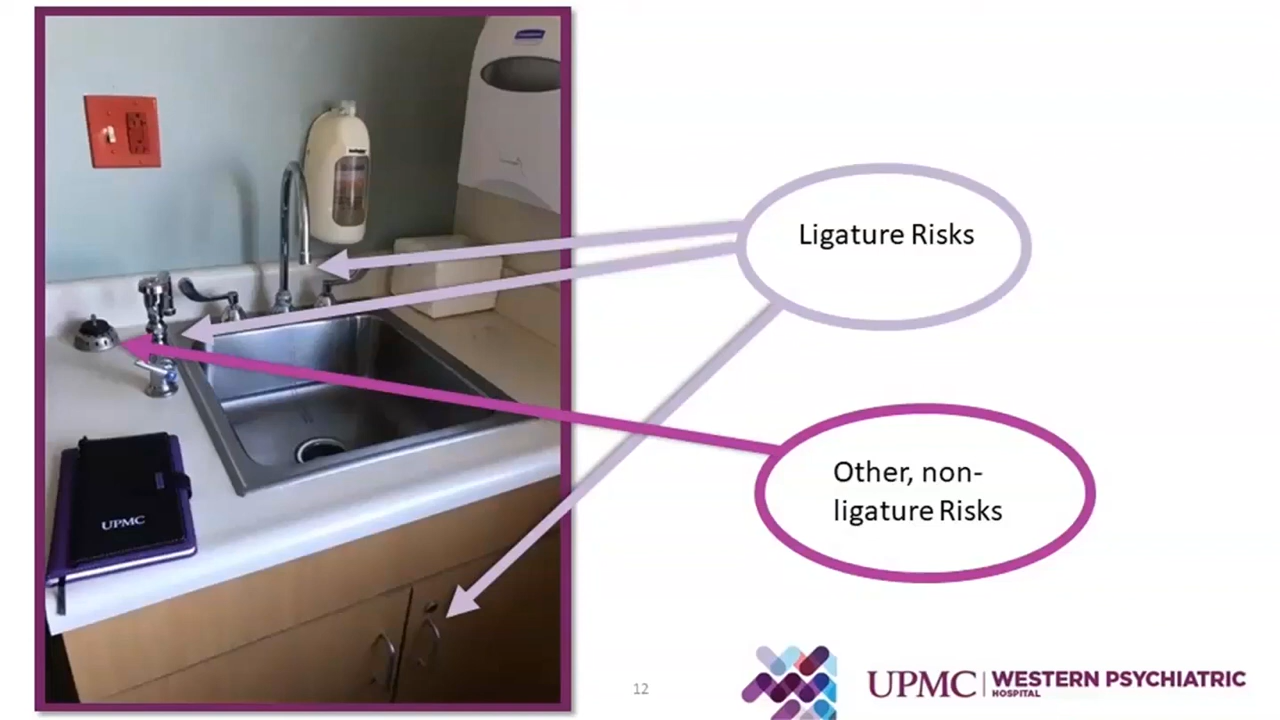 Ligature Risks
Other, non-
ligature Risks
UPMC
12
UPMC | WESTERN PSYCHIATRIC
HOSPITAL